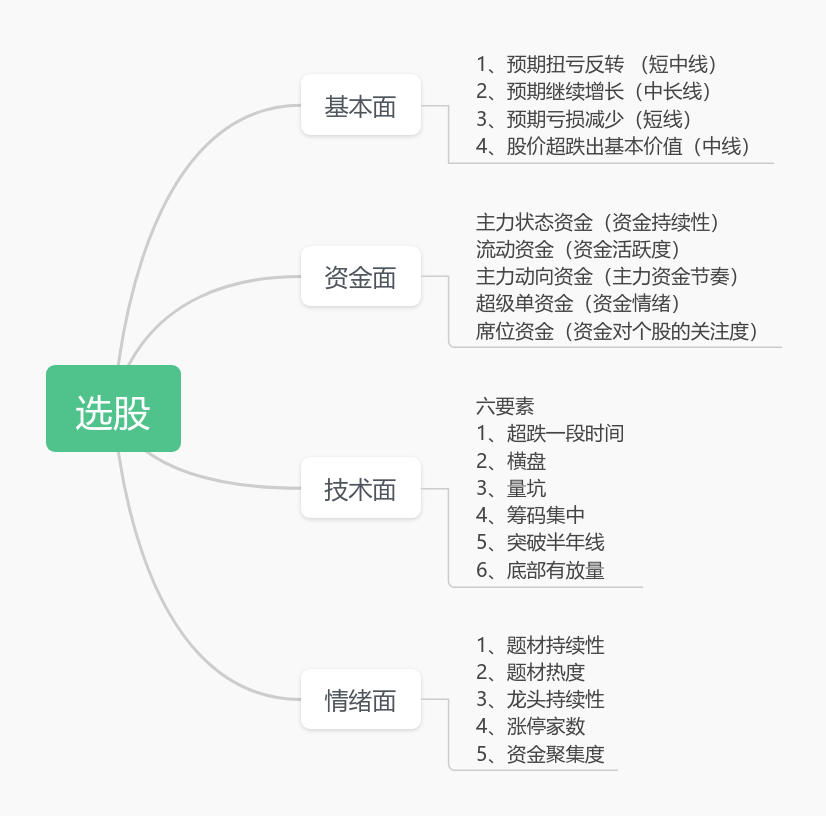 选股
基本面
1、预期扭亏反转 （短中线）
2、预期继续增长（中长线）
3、预期亏损减少（短线）
4、股价超跌出基本价值（中线）
资金面
主力状态资金（资金持续性）
流动资金（资金活跃度）
主力动向资金（主力资金节奏）
超级单资金（资金情绪）
席位资金（资金对个股的关注度）
技术面
六要素
1、超跌一段时间
2、横盘
3、量坑
4、筹码集中
5、突破半年线
6、底部有放量
情绪面
1、题材持续性
2、题材热度
3、龙头持续性
4、涨停家数
5、资金聚集度